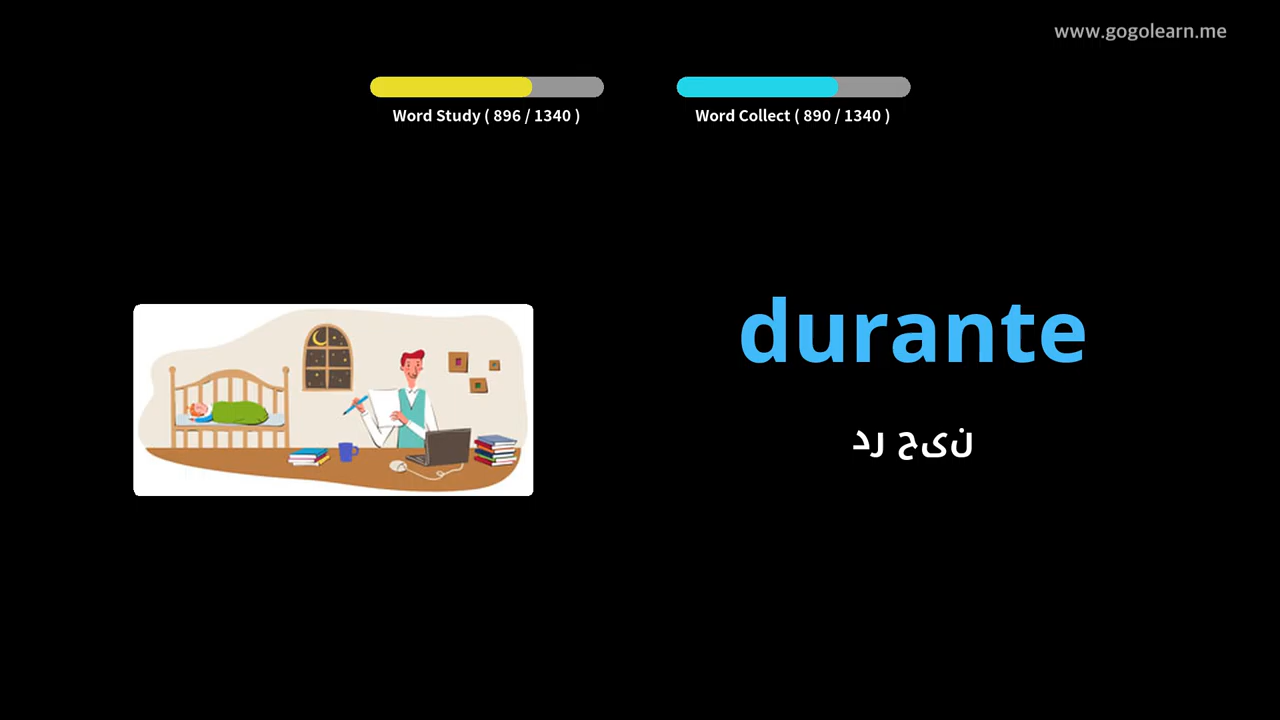 www.gogolearn.me
Word Study ( 896 / 1340 )
Word Collect ( 890 / 1340 )
durante
در حین